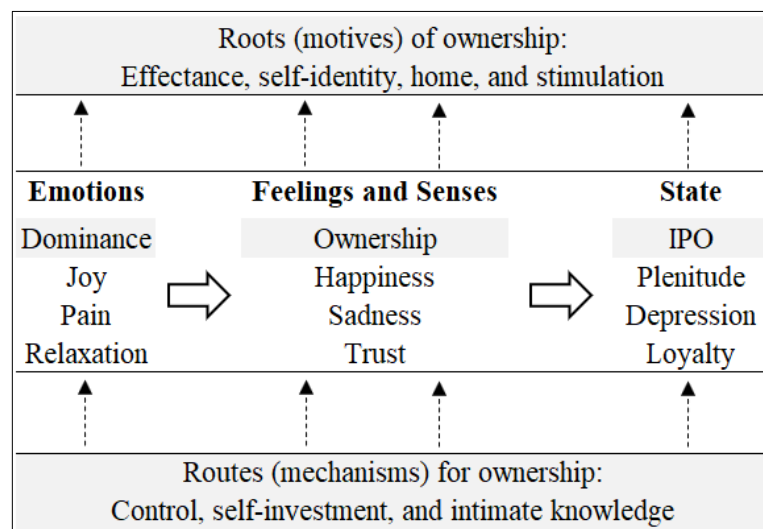 Roots (motives) of ownership:
Effectance, self-identity, home, and stimulation
Emotions Feelings and Senses State
Dominance Ownership IPO
Joy Happiness Plenitude
Pain Sadness Depression
Relaxation Trust Loyalty
Routes (mechanisms) for ownership:
Control, self-investment, and intimate knowledge